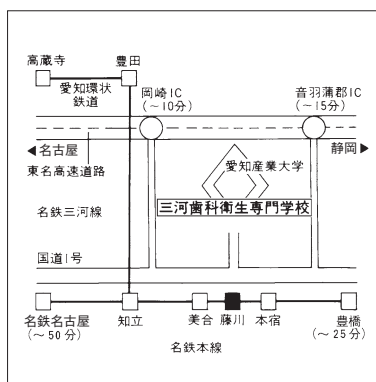 高蔵寺
豊田
愛知環状
鉄道
岡崎IC
(〜10分)
音羽蒲郡IC
(〜15分)
◀名古屋
静岡▶
東名高速道路
愛知産業大学
三河歯科衛生専門学校
名鉄三河線
国道1号
名鉄名古屋
(〜50分)
知立
美合
藤川
本宿
豊橋
(〜25分)
名鉄本線